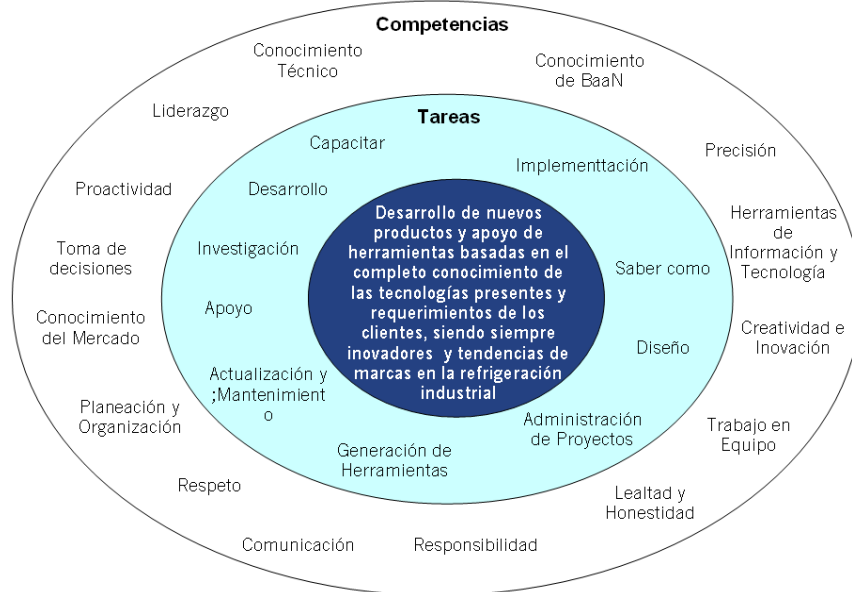 Competencias
Conocimiento
Técnico
Conocimiento
de BaaN
Liderazgo
Precisión
Proactividad
Herramientas
de
Información y
Tecnología
Toma de
decisiones
Conocimiento
del Mercado
Creatividad e
Inovación
Planeación y
Organización
Trabajo en
Equipo
Respeto
Lealtad y
Honestidad
Comunicación
Responsibilidad
Tareas
Capacitar
Implementtación
Desarrollo
Investigación
Saber como
Apoyo
Diseño
Actualización y
;Mantenimient
o
Administración
de Proyectos
Generación de
Herramientas
Desarrollo de nuevos
productos y apoyo de
herramientas basadas en el
completo conocimiento de
las tecnologías presentes y
requerimientos de los
clientes, siendo siempre
inovadores y tendencias de
marcas en la refrigeración
industrial